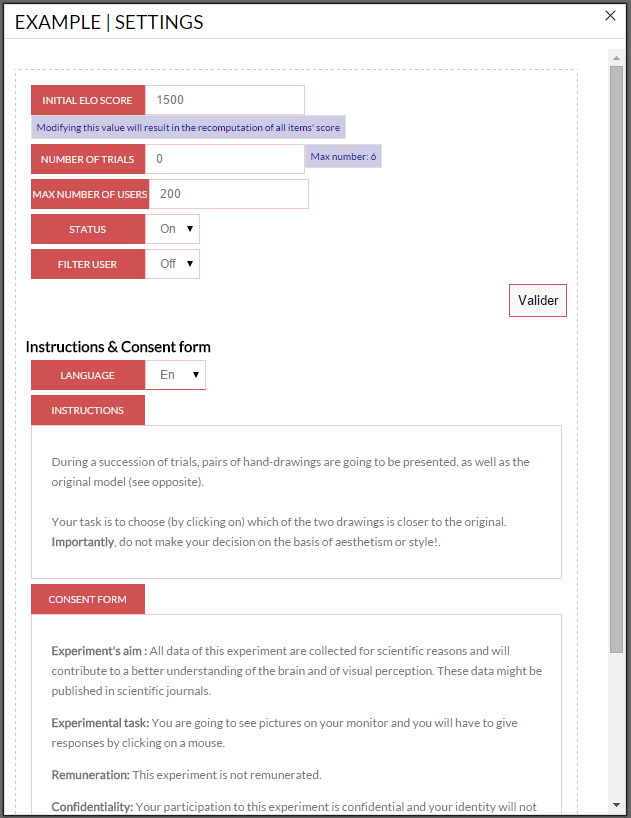 EXAMPLE | SETTINGS
INITIAL ELO SCORE 1500
Modifying this value will result in the recomputation of all items' score
NUMBER OF TRIALS 0 Max number: 6
MAX NUMBER OF USERS 200
STATUS On
FILTER USER Off
Valider
Instructions & Consent form
LANGUAGE En
INSTRUCTIONS
During a succession of trials, pairs of hand-drawings are going to be presented, as well as the
original model (see opposite).
Your task is to choose (by clicking on) which of the two drawings is closer to the original.
Importantly, do not make your decision on the basis of aesthetism or style!.
CONSENT FORM
Experiment's aim : All data of this experiment are collected for scientific reasons and will
contribute to a better understanding of the brain and of visual perception. These data might be
published in scientific journals.
Experimental task: You are going to see pictures on your monitor and you will have to give
responses by clicking on a mouse.
Remuneration: This experiment is not remunerated.
Confidentiality: Your participation to this experiment is confidential and your identity will not